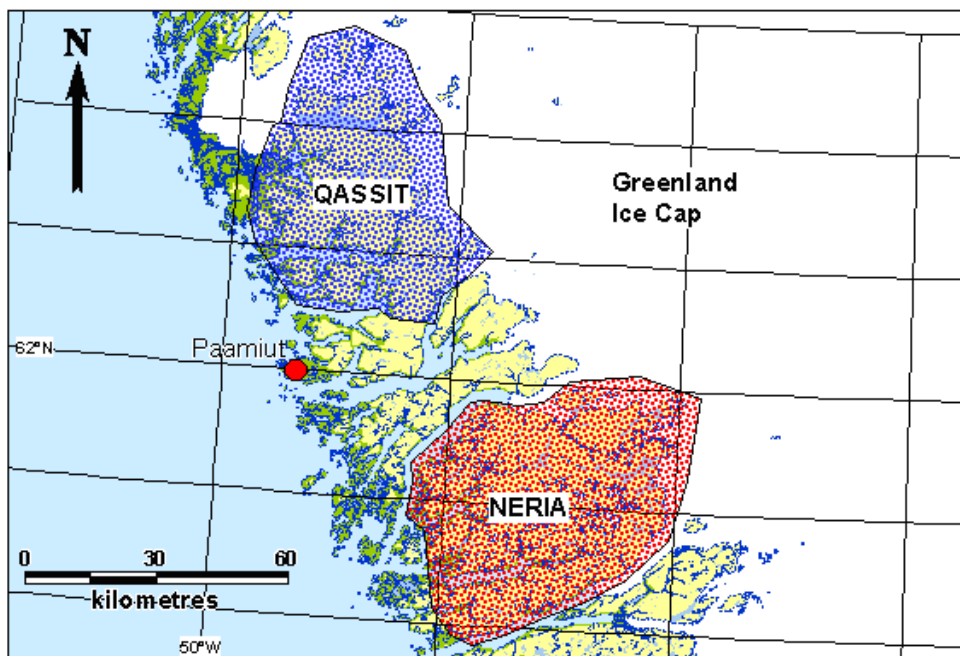 N
QASSIT
Greenland
Ice Cap
62°N
Paamiut
NERIA
0 30 60
kilometres
50°W